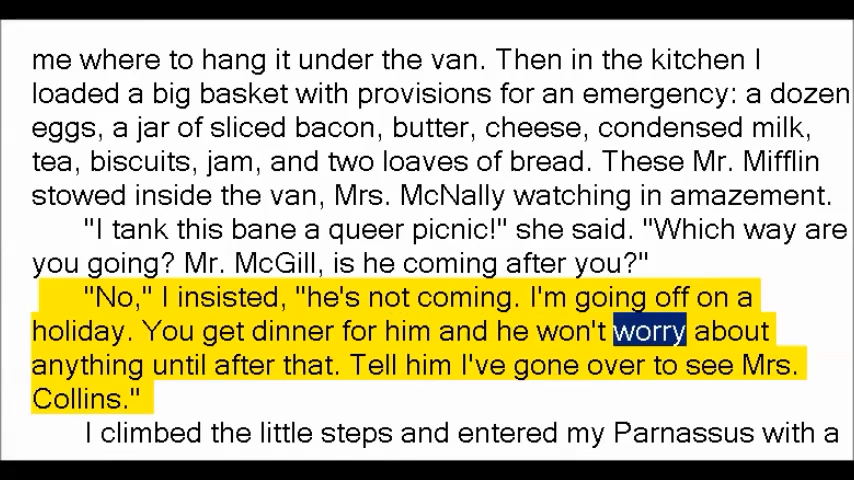 me where to hang it under the van. Then in the kitchen I
loaded a big basket with provisions for an emergency: a dozen
eggs, a jar of sliced bacon, butter, cheese, condensed milk,
tea, biscuits, jam, and two loaves of bread. These Mr. Mifflin
stowed inside the van, Mrs. McNally watching in amazement.
"I tank this bane a queer picnic!" she said. "Which way are
you going? Mr. McGill, is he coming after you?"
"No," I insisted, "he's not coming. I'm going off on a
holiday. You get dinner for him and he won't worry about
anything until after that. Tell him I've gone over to see Mrs.
Collins."
I climbed the little steps and entered my Parnassus with a